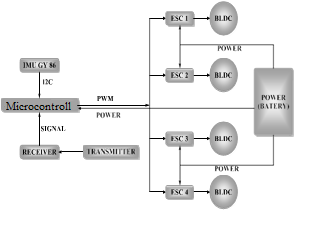 ESC 1
BLDC
POWER
IMU GY 86
ESC 2
BLDC
I2C
PWM
Microcontroll
POWER
POWER
(BATERY)
SIGNAL
ESC 3
BLDC
RECEIVER
TRANSMITTER
POWER
ESC 4
BLDC